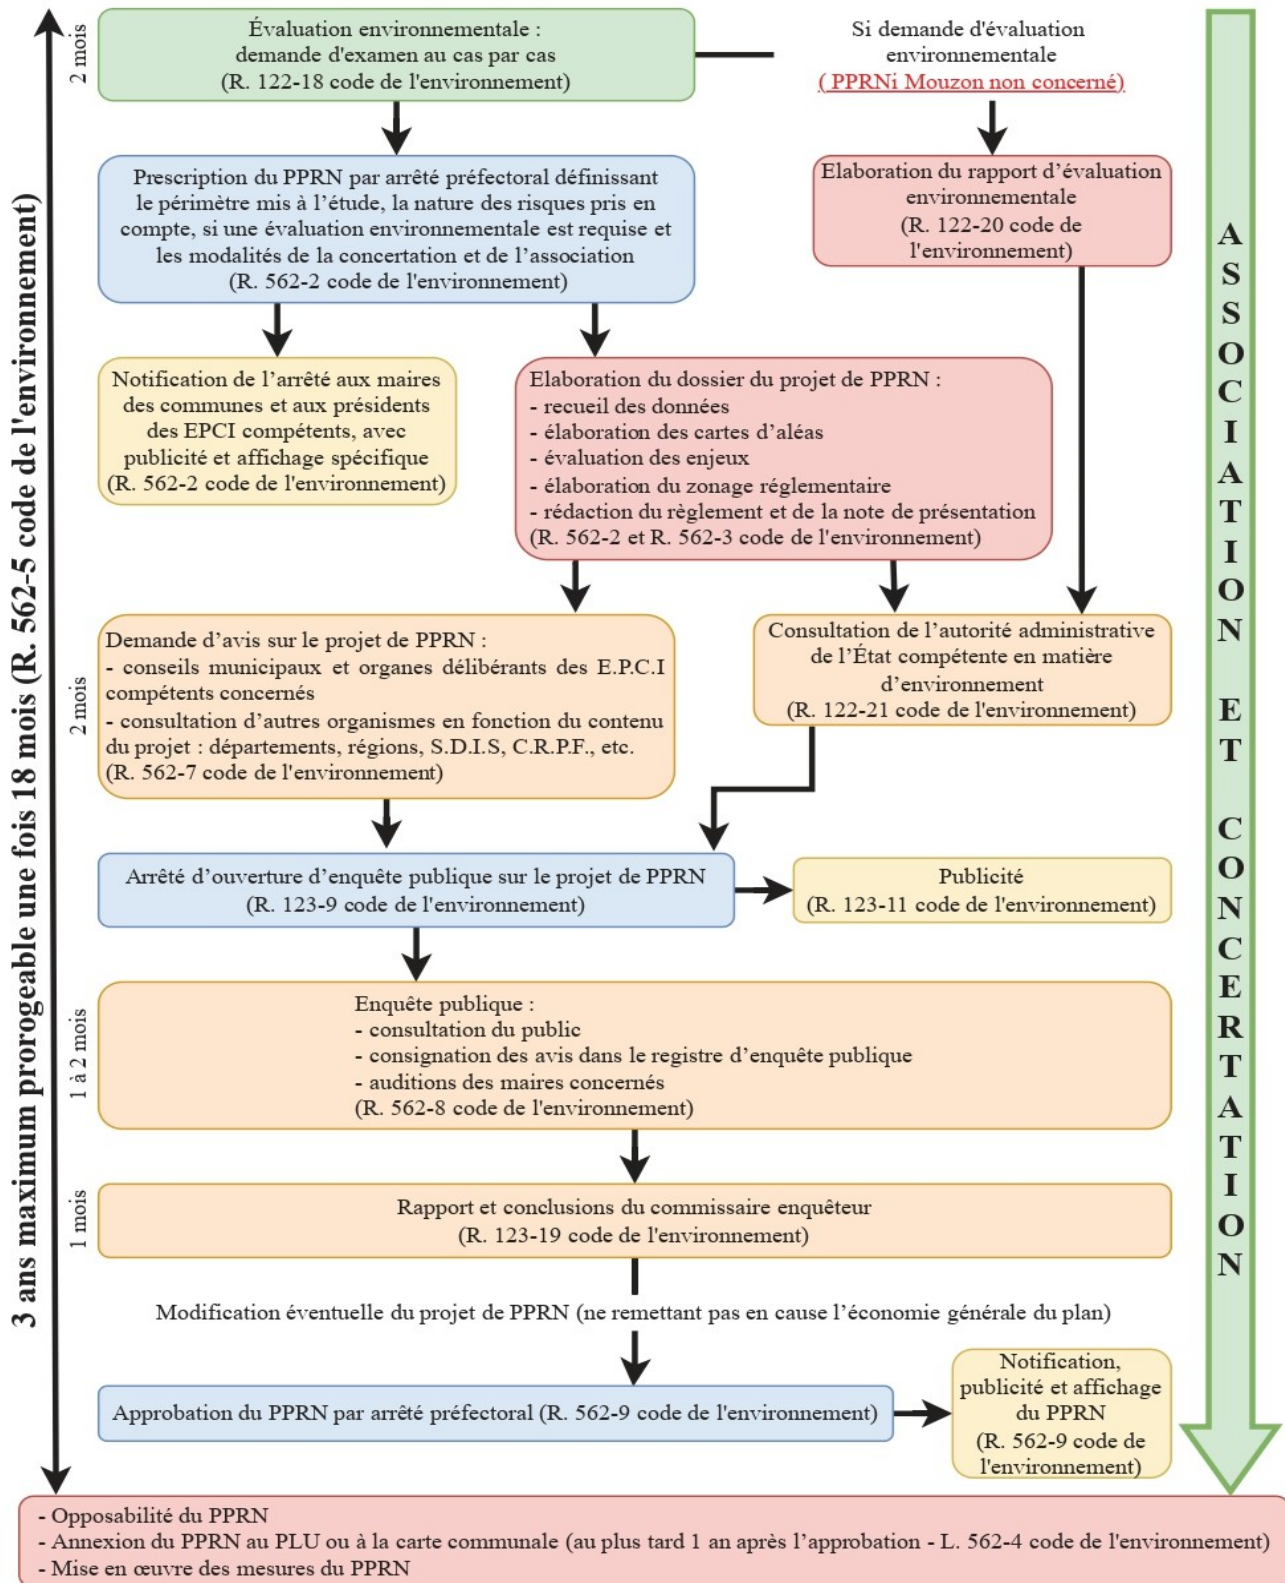 3 ans maximum prorogeable une fois 18 mois (R. 562-5 code de l'environnement)
2 mois
Évaluation environnementale :
demande d'examen au cas par cas
(R. 122-18 code de l'environnement)
Si demande d'évaluation
environnementale
( PPRNi Mouzon non concerné)
Prescription du PPRN par arrêté préfectoral définissant
le périmètre mis à l’étude, la nature des risques pris en
compte, si une évaluation environnementale est requise et
les modalités de la concertation et de l’association
(R. 562-2 code de l'environnement)
Elaboration du rapport d’évaluation
environnementale
(R. 122-20 code de
l'environnement)
Notification de l’arrêté aux maires
des communes et aux présidents
des EPCI compétents, avec
publicité et affichage spécifique
(R. 562-2 code de l'environnement)
Elaboration du dossier du projet de PPRN :
- recueil des données
- élaboration des cartes d’aléas
- évaluation des enjeux
- élaboration du zonage réglementaire
- rédaction du règlement et de la note de présentation
(R. 562-2 et R. 562-3 code de l'environnement)
2 mois
Demande d’avis sur le projet de PPRN :
- conseils municipaux et organes délibérants des E.P.C.I
compétents concernés
- consultation d’autres organismes en fonction du contenu
du projet : départements, régions, S.D.I.S, C.R.P.F., etc.
(R. 562-7 code de l'environnement)
Consultation de l’autorité administrative
de l’État compétente en matière
d’environnement
(R. 122-21 code de l'environnement)
Arrêté d’ouverture d’enquête publique sur le projet de PPRN
(R. 123-9 code de l'environnement)
Publicité
(R. 123-11 code de l'environnement)
1 à 2 mois
Enquête publique :
- consultation du public
- consignation des avis dans le registre d’enquête publique
- auditions des maires concernés
(R. 562-8 code de l'environnement)
1 mois
Rapport et conclusions du commissaire enquêteur
(R. 123-19 code de l'environnement)
Modification éventuelle du projet de PPRN (ne remettant pas en cause l’économie générale du plan)
Approbation du PPRN par arrêté préfectoral (R. 562-9 code de l'environnement)
Notification,
publicité et affichage
du PPRN
(R. 562-9 code de
l'environnement)
ASSOCIATION ET CONCERTATION
- Opposabilité du PPRN
- Annexion du PPRN au PLU ou à la carte communale (au plus tard 1 an après l’approbation - L. 562-4 code de l'environnement)
- Mise en œuvre des mesures du PPRN